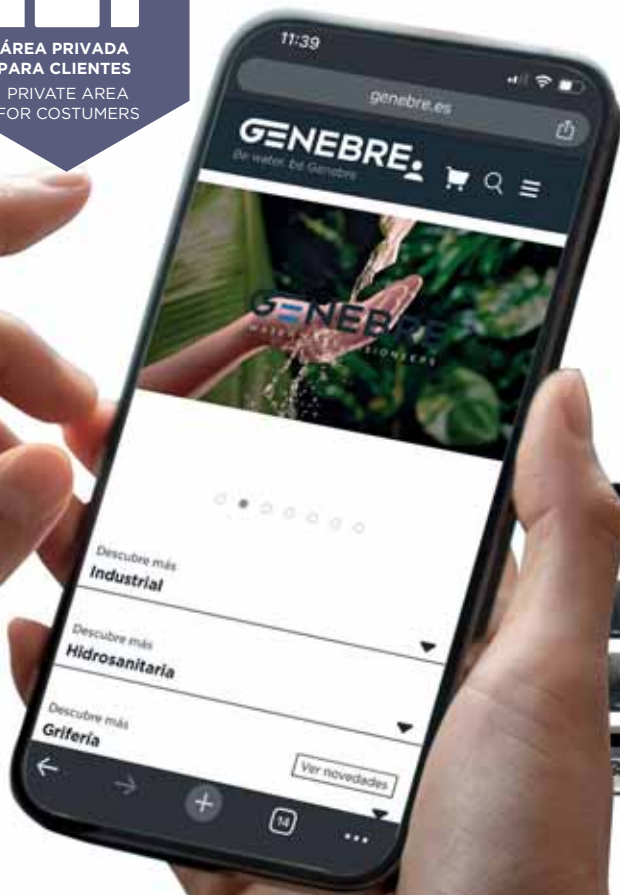 ÁREA PRIVADA
PARA CLIENTES
PRIVATE AREA
FOR COSTUMERS
11:39
genebre.es
GENEBRE
Be water, be Genebre
GENEBRE
Descubre más
Industrial
Descubre más
Hidrosanitaria
Descubre más
Grifería
Ver novedades
14